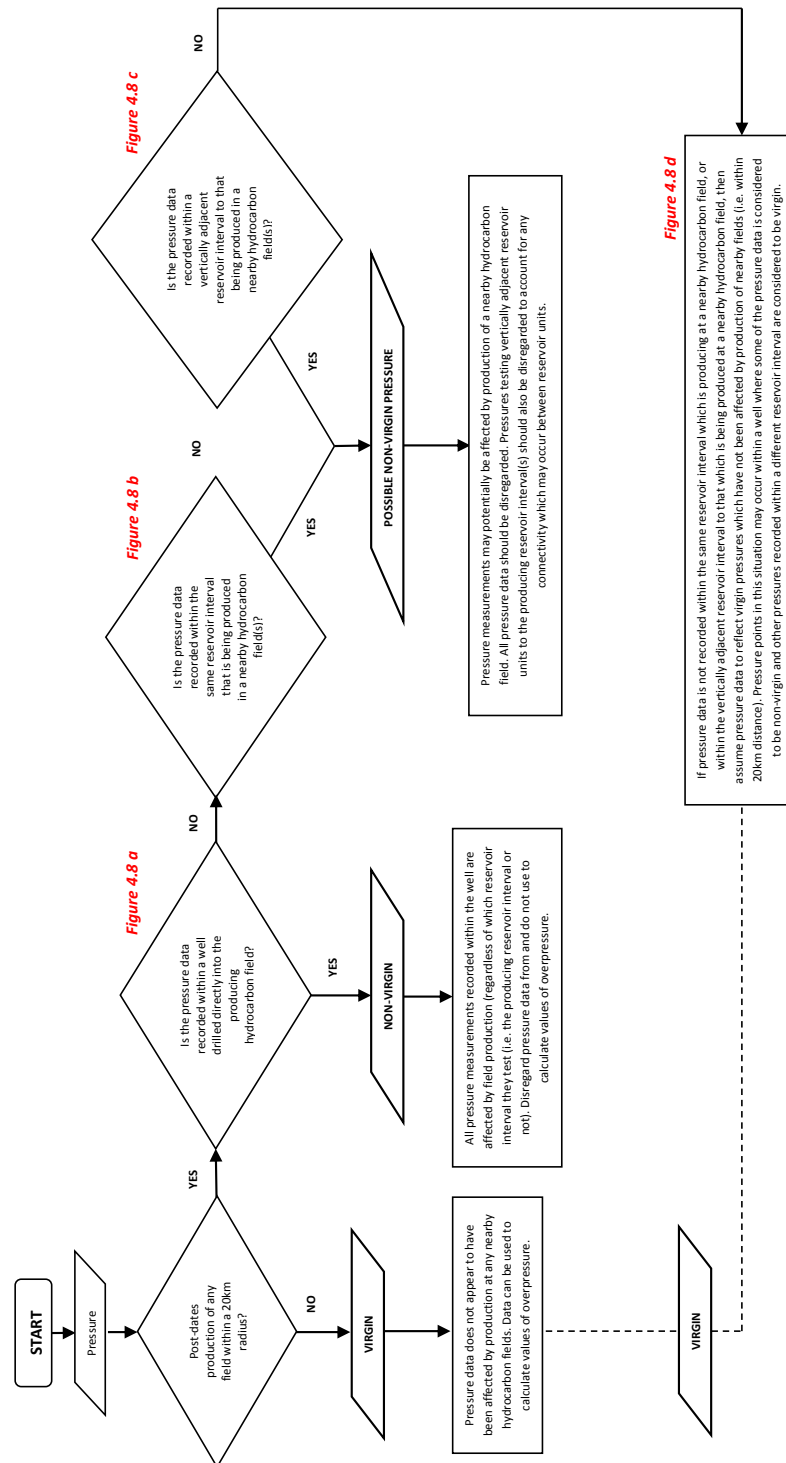 START
Pressure
Post-dates
production of any
field within a 20km
radius?
YES
NO
VIRGIN
Pressure data does not appear to have
been affected by production at any nearby
hydrocarbon fields. Data can be used to
calculate values of overpressure.
VIRGIN
Figure 4.8 a
Is the pressure data
recorded within a well
drilled directly into the
producing
hydrocarbon field?
NO
YES
NON-VIRGIN
All pressure measurements recorded within the well are
affected by field production (regardless of which reservoir
interval they test (i.e. the producing reservoir interval or
not). Disregard pressure data from and do not use to
calculate values of overpressure.
Figure 4.8 b
Is the pressure data
recorded within the
same reservoir interval
that is being produced
in a nearby hydrocarbon
field(s)?
NO
YES
Figure 4.8 c
Is the pressure data
recorded within a
vertically adjacent
reservoir interval to that
being produced in a
nearby hydrocarbon
field(s)?
NO
YES
POSSIBLE NON-VIRGIN PRESSURE
Pressure measurements may potentially be affected by production of a nearby hydrocarbon
field. All pressure data should be disregarded. Pressures testing vertically adjacent reservoir
units to the producing reservoir interval(s) should also be disregarded to account for any
connectivity which may occur between reservoir units.
Figure 4.8 d
If pressure data is not recorded within the same reservoir interval which is producing at a nearby hydrocarbon field, or
within the vertically adjacent reservoir interval to that which is being produced at a nearby hydrocarbon field, then
assume pressure data to reflect virgin pressures which have not been affected by production of nearby fields (i.e. within
20km distance). Pressure points in this situation may occur within a well where some of the pressure data is considered
to be non-virgin and other pressures recorded within a different reservoir interval are considered to be virgin.